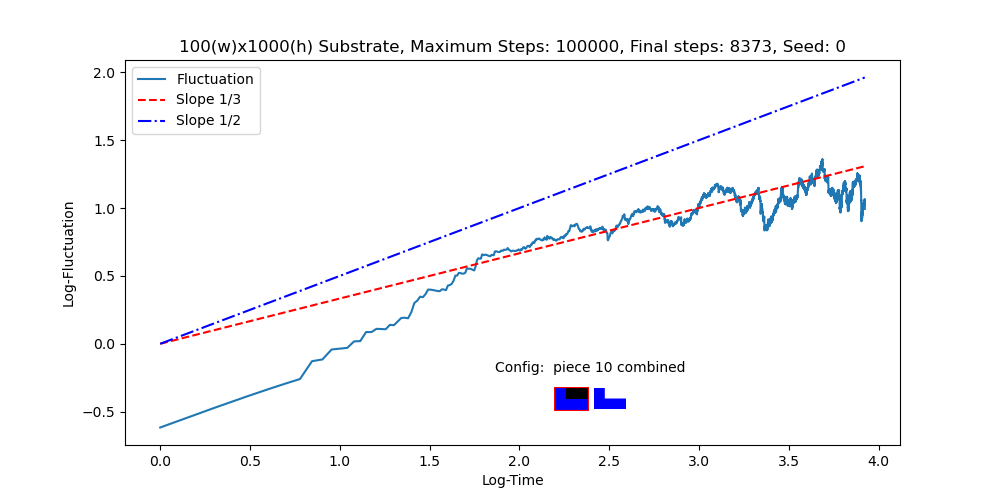 100(w)x1000(h) Substrate, Maximum Steps: 100000, Final steps: 8373, Seed: 0
Fluctuation
Slope 1/3
Slope 1/2
2.0
1.5
1.0
0.5
0.0
−0.5
Log-Fluctuation
Config:  piece 10 combined
0.0 0.5 1.0 1.5 2.0 2.5 3.0 3.5 4.0
Log-Time